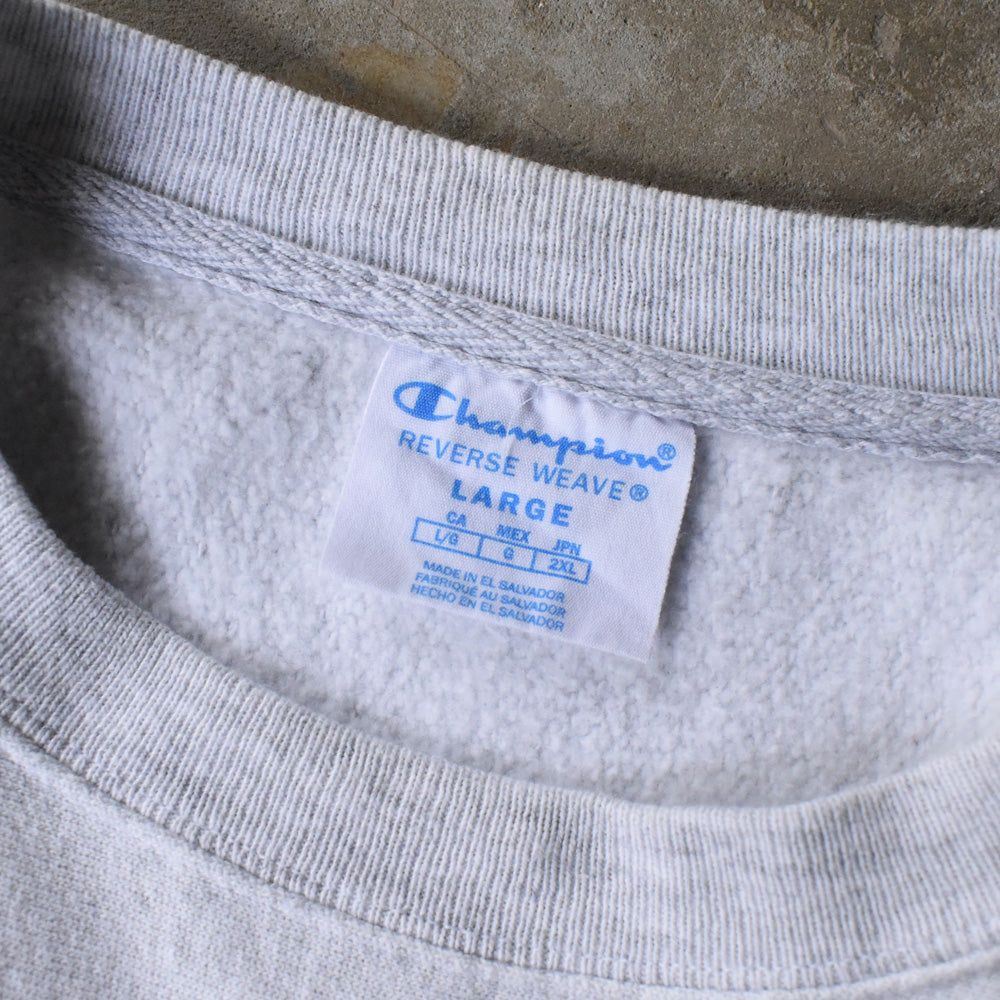 Champion®
REVERSE WEAVE®
LARGE
CA MEX JPN
L/G G 2XL
MADE IN EL SALVADOR
FABRIQUÉ AU SALVADOR
HECHO EN EL SALVADOR